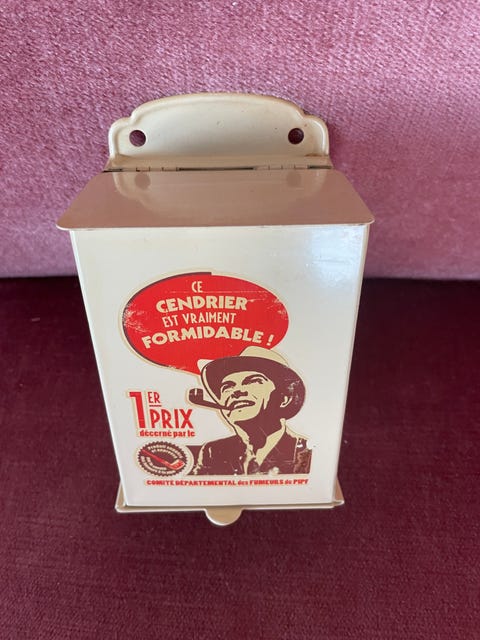 CE
CENDRIER
EST VRAIMENT
FORMIDABLE !
1ER PRIX
décerné par le
COMITÉ DÉPARTEMENTAL des FUMEURS de PIPE